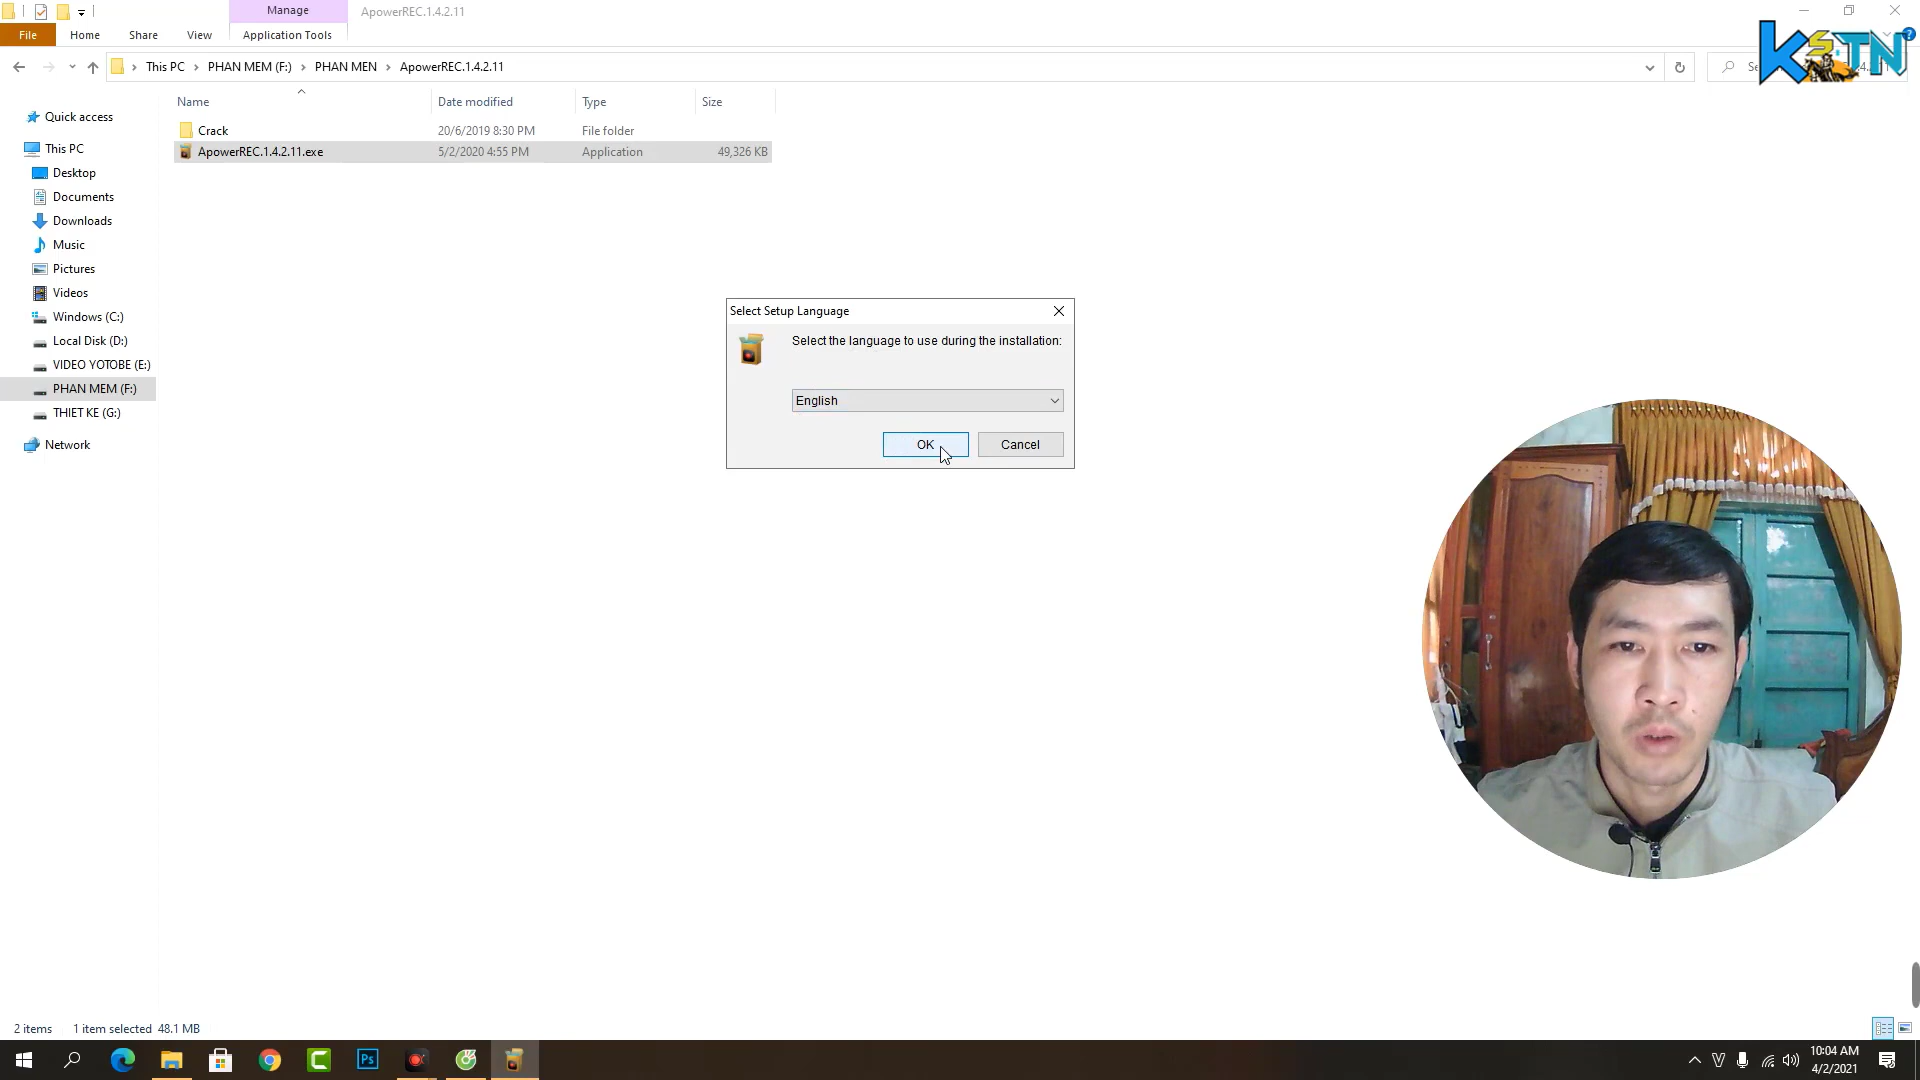 Manage
ApowerREC.1.4.2.11
File
Home
Share
View
Application Tools
This PC
PHAN MEM (F:)
PHAN MEN
ApowerREC.1.4.2.11
KSTN
Name
Date modified
Type
Size
Crack
20/6/2019 8:30 PM
File folder
ApowerREC.1.4.2.11.exe
5/2/2020 4:55 PM
Application
49,326 KB
Quick access
This PC
Desktop
Documents
Downloads
Music
Pictures
Videos
Windows (C:)
Local Disk (D:)
VIDEO YOTOBE (E:)
PHAN MEM (F:)
THIET KE (G:)
Network
Select Setup Language
Select the language to use during the installation:
English
OK
Cancel
2 items
1 item selected 48.1 MB
Ps
10:04 AM
4/2/2021